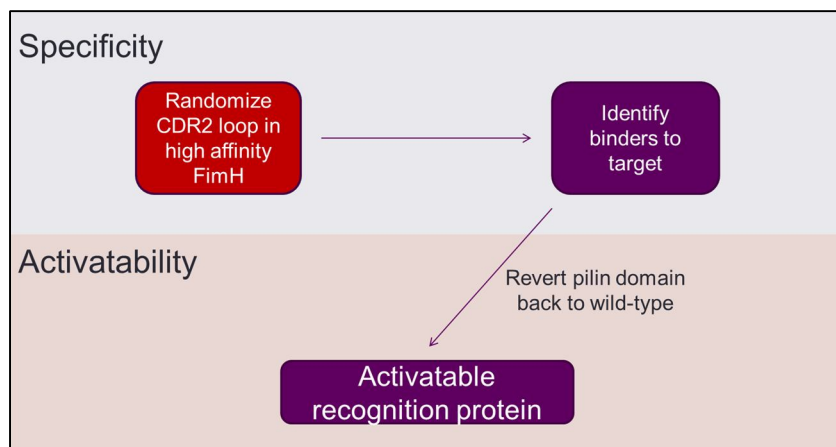 Specificity
Randomize
CDR2 loop in
high affinity
FimH
Identify
binders to
target
Activatability
Revert pilin domain
back to wild-type
Activatable
recognition protein